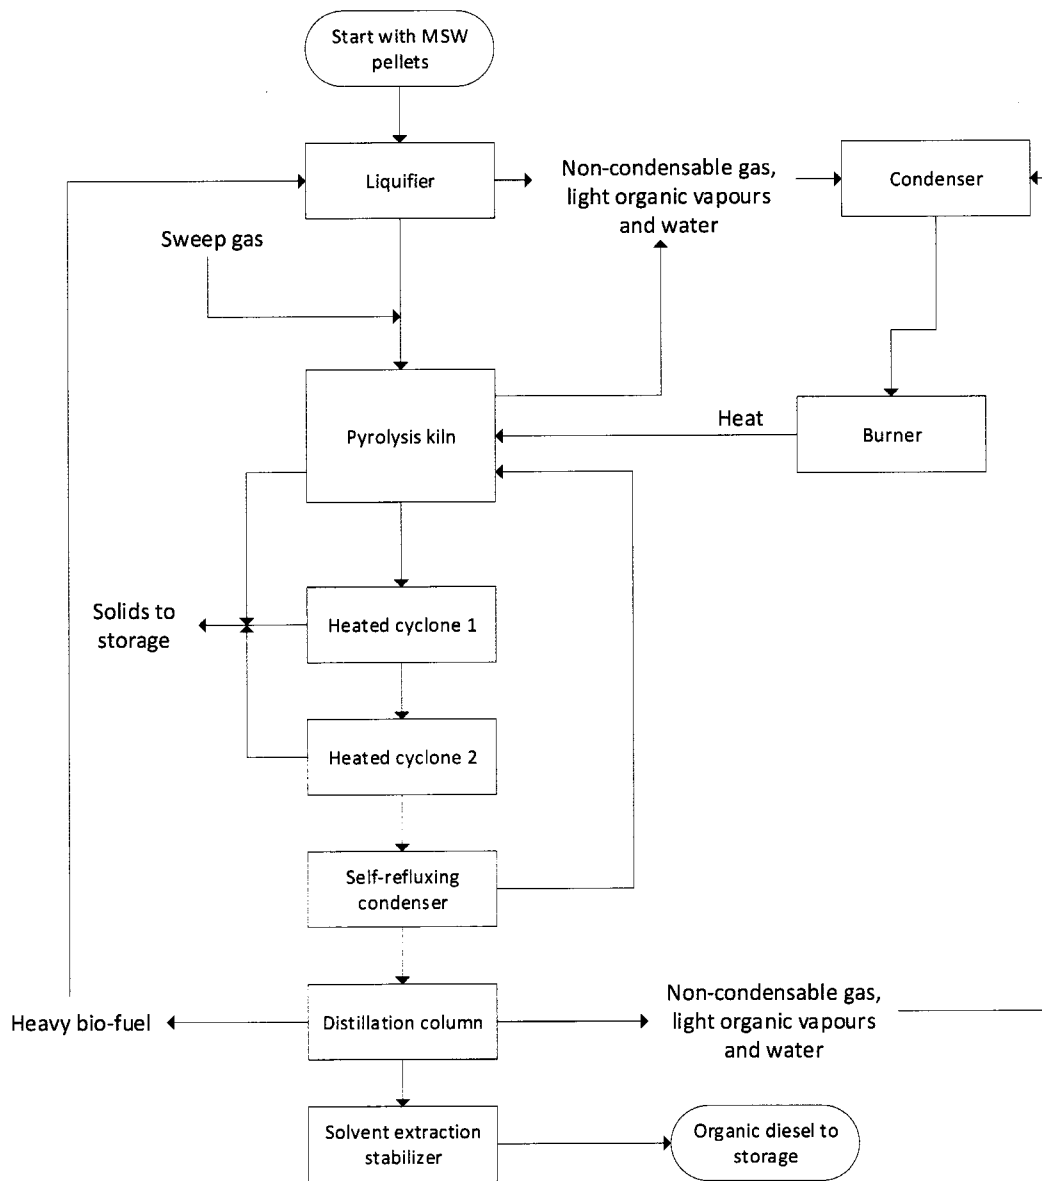 Start with MSW
pellets
Liquifier
Non-condensable gas,
light organic vapours
and water
Condenser
Sweep gas
Pyrolysis kiln
Heat
Burner
Solids to
storage
Heated cyclone 1
Heated cyclone 2
Self-refluxing
condenser
Heavy bio-fuel
Distillation column
Non-condensable gas,
light organic vapours
and water
Solvent extraction
stabilizer
Organic diesel to
storage